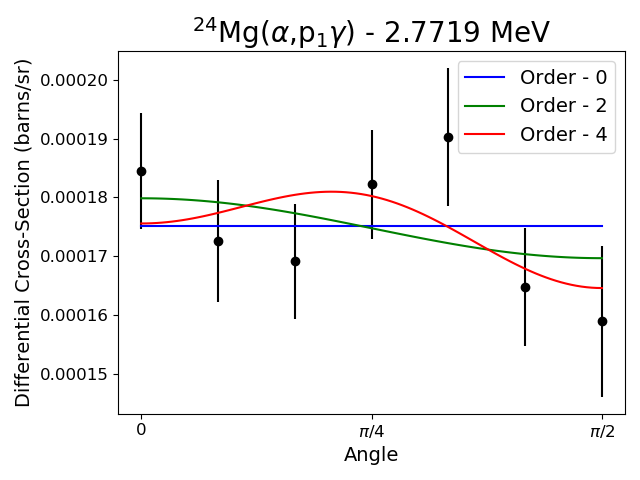 ²⁴Mg(α,p₁γ) - 2.7719 MeV
Differential Cross-Section (barns/sr)
0.00020
0.00019
0.00018
0.00017
0.00016
0.00015
Order - 0
Order - 2
Order - 4
0
π/4
π/2
Angle